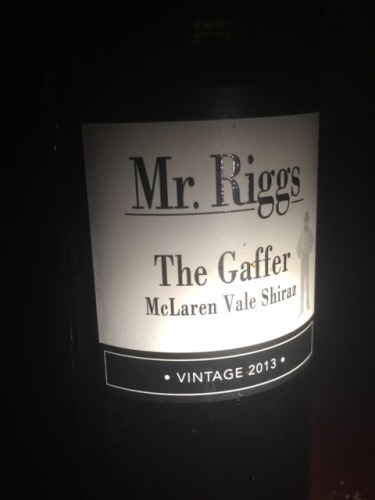 Mr. Riggs
The Gaffer
McLaren Vale Shiraz
• VINTAGE 2013 •